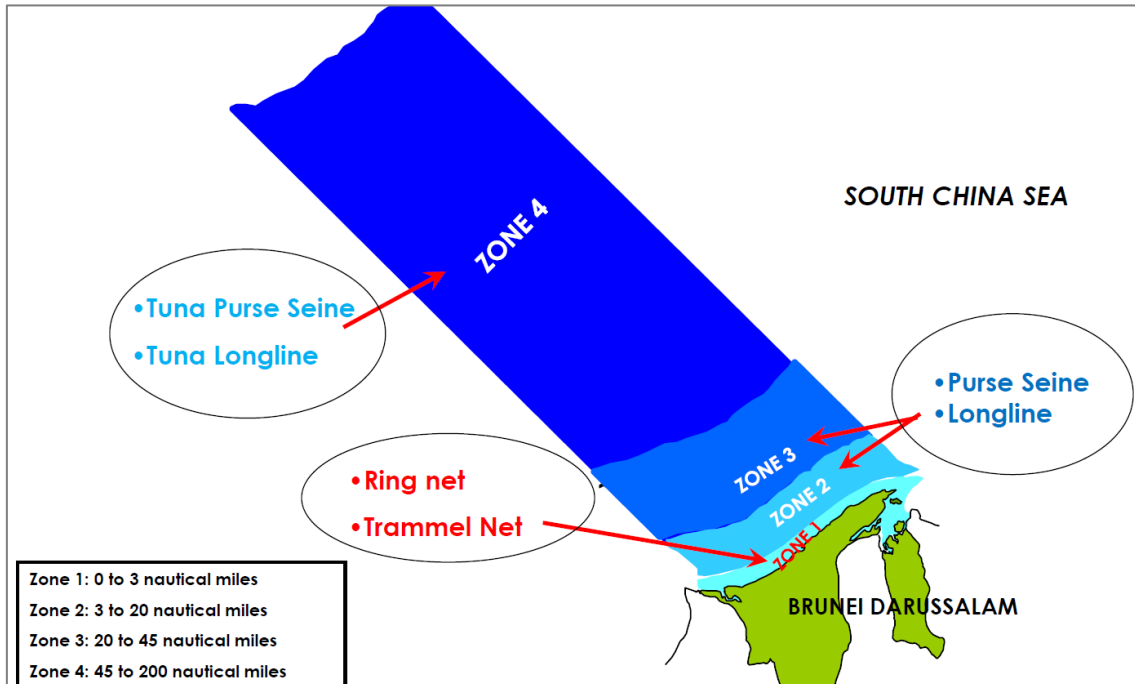 SOUTH CHINA SEA
ZONE 4
•Tuna Purse Seine
•Tuna Longline
•Purse Seine
•Longline
ZONE 3
ZONE 2
•Ring net
•Trammel Net
ZONE 1
BRUNEI DARUSSALAM
Zone 1: 0 to 3 nautical miles
Zone 2: 3 to 20 nautical miles
Zone 3: 20 to 45 nautical miles
Zone 4: 45 to 200 nautical miles